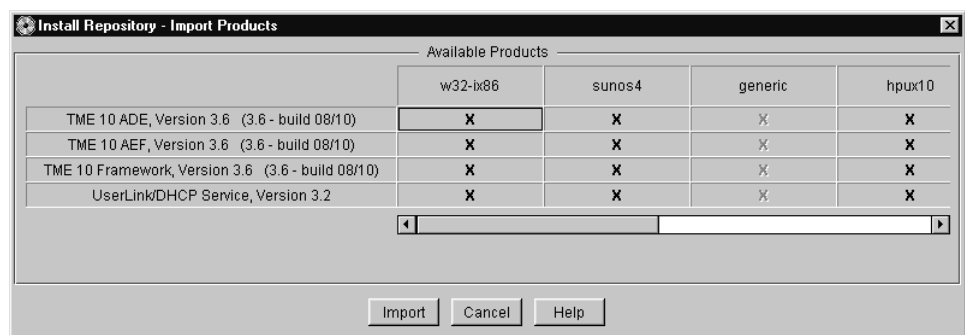 Install Repository - Import Products
Available Products
w32-ix86 sunos4 generic hpux10
TME 10 ADE, Version 3.6 (3.6 - build 08/10) X X X X
TME 10 AEF, Version 3.6 (3.6 - build 08/10) X X X X
TME 10 Framework, Version 3.6 (3.6 - build 08/10) X X X X
UserLink/DHCP Service, Version 3.2 X X X X
Import Cancel Help